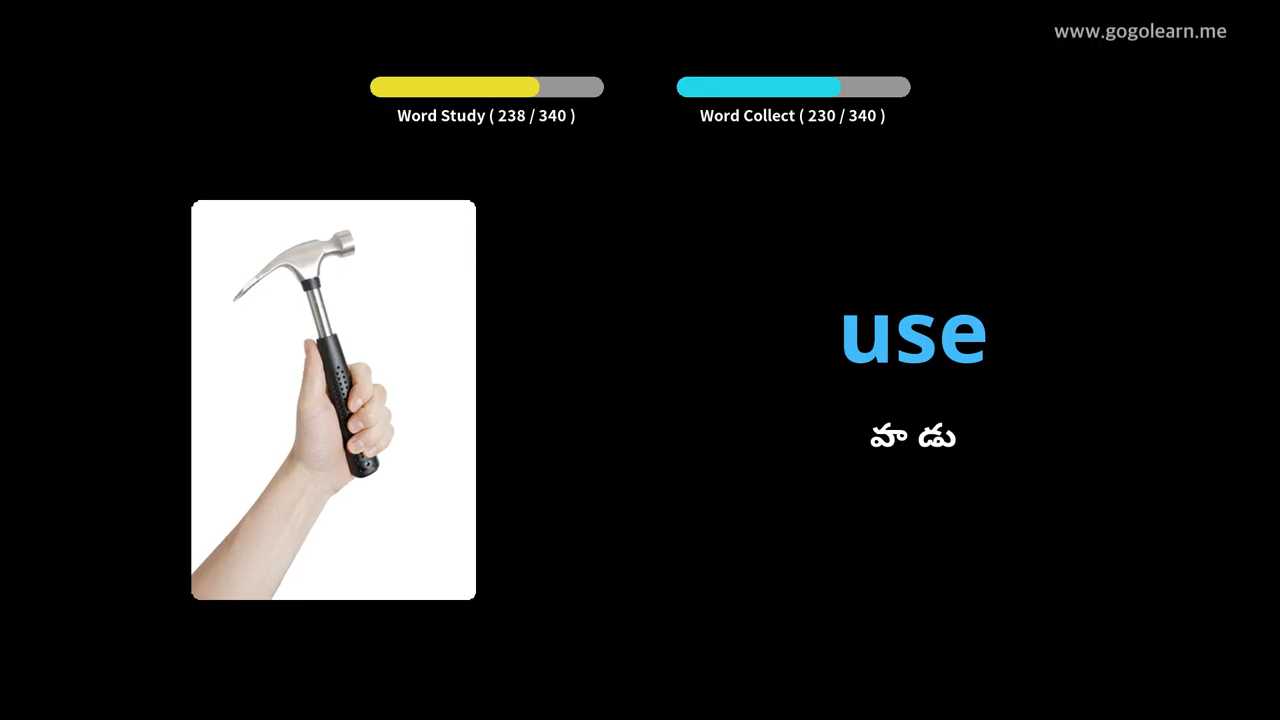 www.gogolearn.me
Word Study ( 238 / 340 )
Word Collect ( 230 / 340 )
use
వా డు